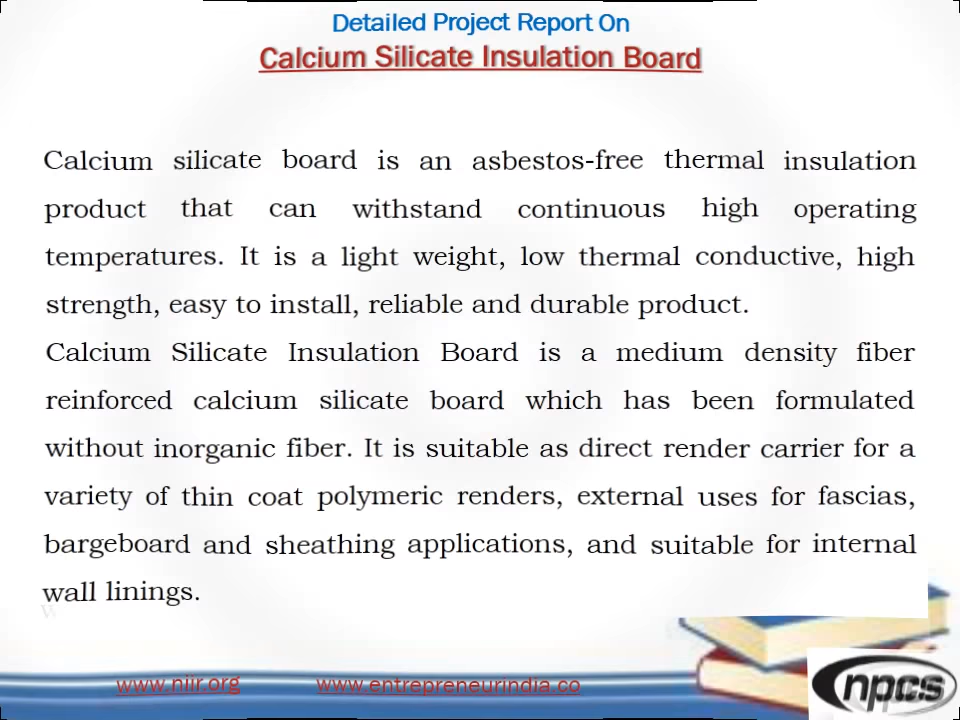 Detailed Project Report On
Calcium Silicate Insulation Board
Calcium silicate board is an asbestos-free thermal insulation
product that can withstand continuous high operating
temperatures. It is a light weight, low thermal conductive, high
strength, easy to install, reliable and durable product.
Calcium Silicate Insulation Board is a medium density fiber
reinforced calcium silicate board which has been formulated
without inorganic fiber. It is suitable as direct render carrier for a
variety of thin coat polymeric renders, external uses for fascias,
bargeboard and sheathing applications, and suitable for internal
wall linings.
www.niir.org www.entrepreneurindia.co
npcs